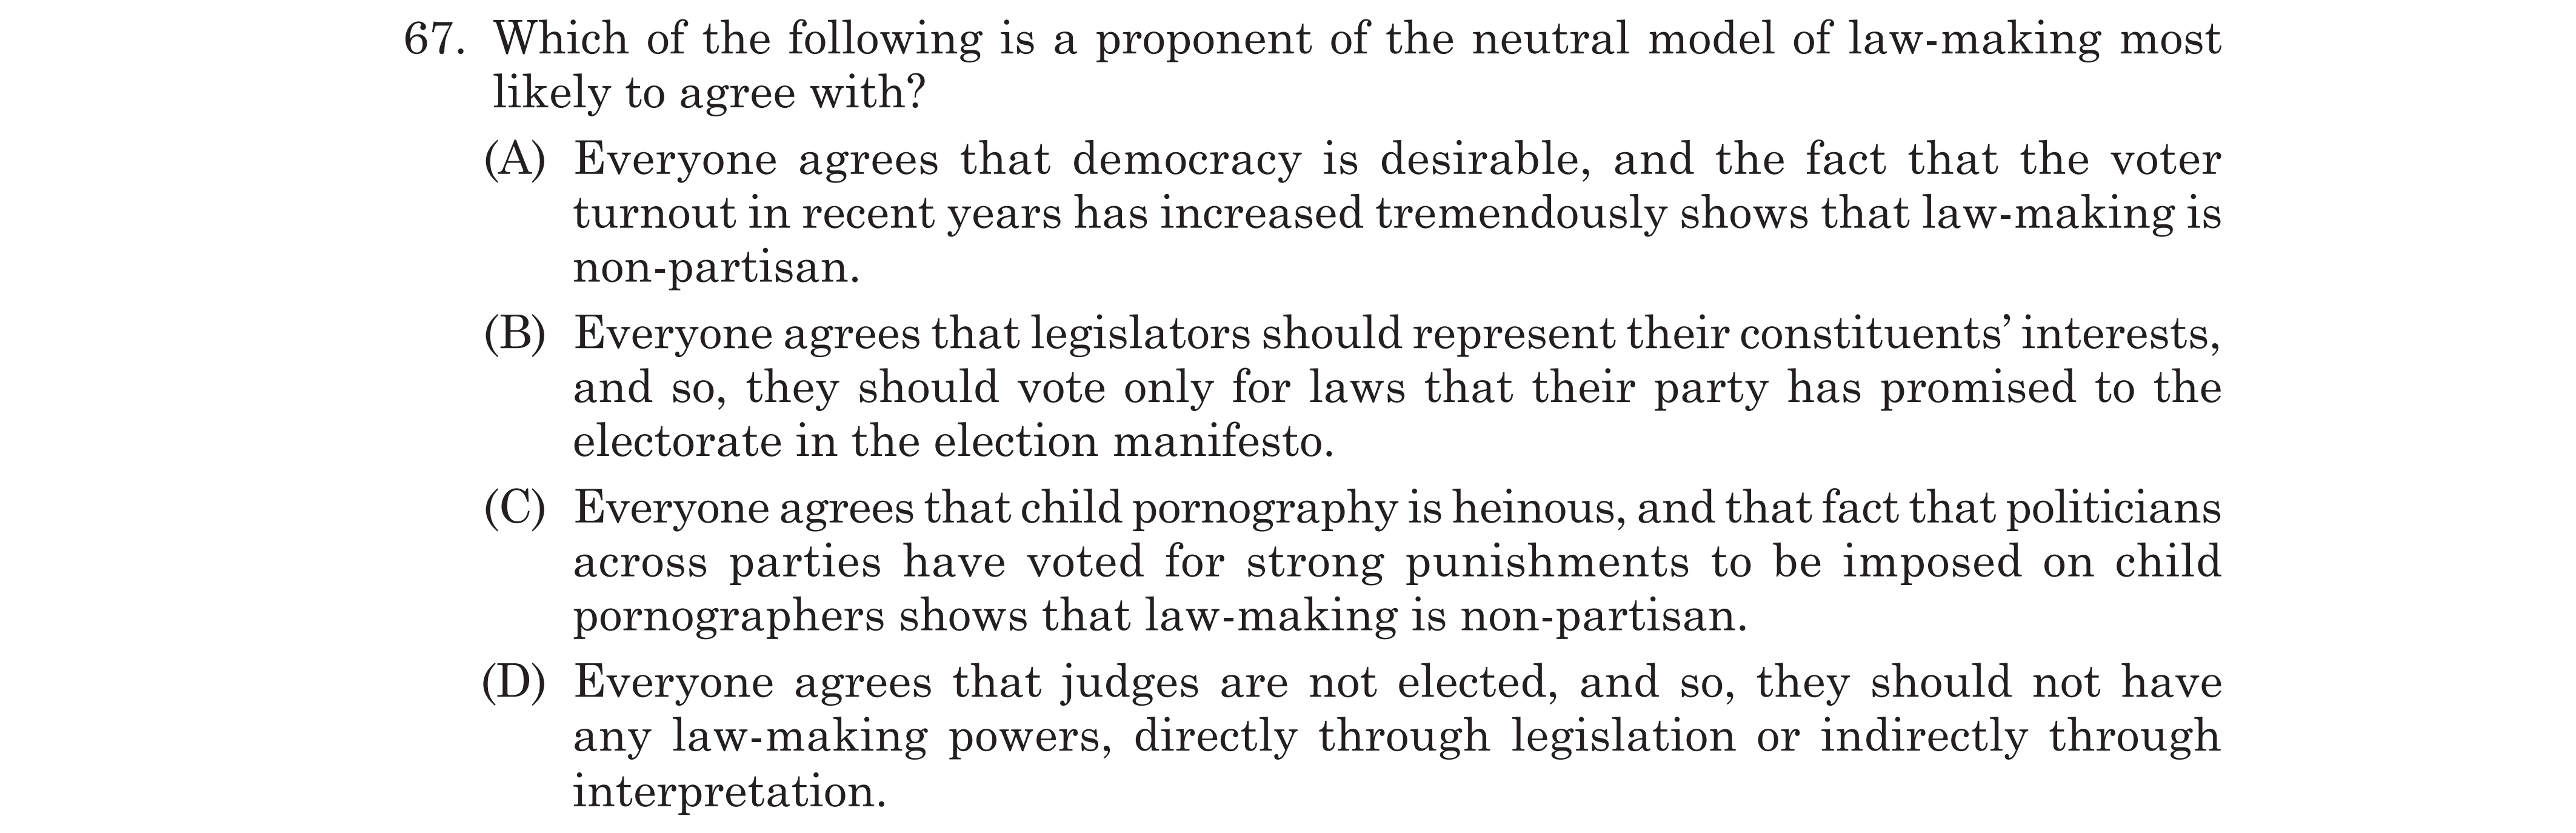 67. Which of the following is a proponent of the neutral model of law-making most
likely to agree with?
(A) Everyone agrees that democracy is desirable, and the fact that the voter
turnout in recent years has increased tremendously shows that law-making is
non-partisan.
(B) Everyone agrees that legislators should represent their constituents’ interests,
and so, they should vote only for laws that their party has promised to the
electorate in the election manifesto.
(C) Everyone agrees that child pornography is heinous, and that fact that politicians
across parties have voted for strong punishments to be imposed on child
pornographers shows that law-making is non-partisan.
(D) Everyone agrees that judges are not elected, and so, they should not have
any law-making powers, directly through legislation or indirectly through
interpretation.